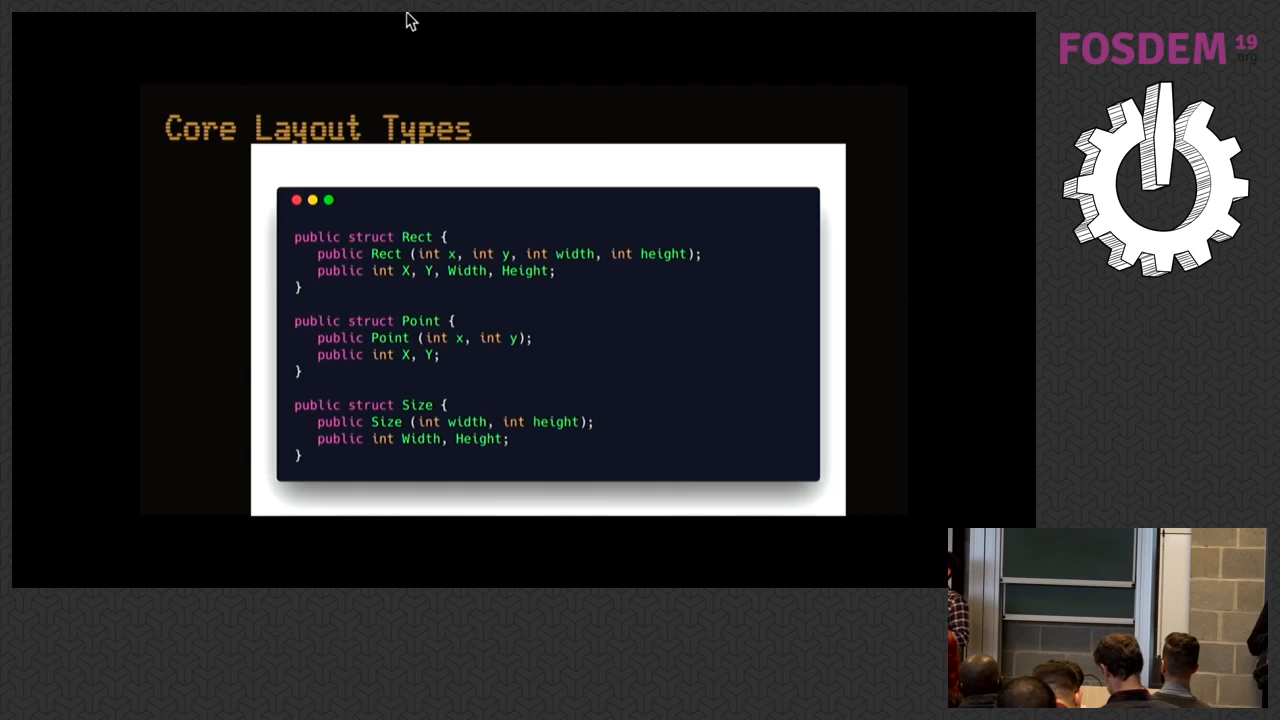 FOSDEM 19
.org
Core Layout Types
public struct Rect {
public Rect (int x, int y, int width, int height);
public int X, Y, Width, Height;
}
public struct Point {
public Point (int x, int y);
public int X, Y;
}
public struct Size {
public Size (int width, int height);
public int Width, Height;
}